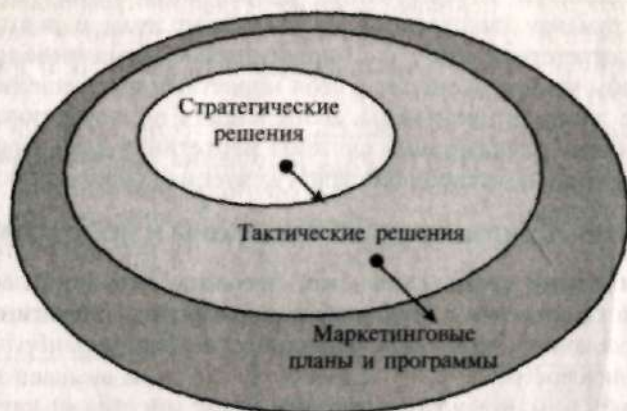 Стратегические
решения
Тактические решения
Маркетинговые
планы и программы